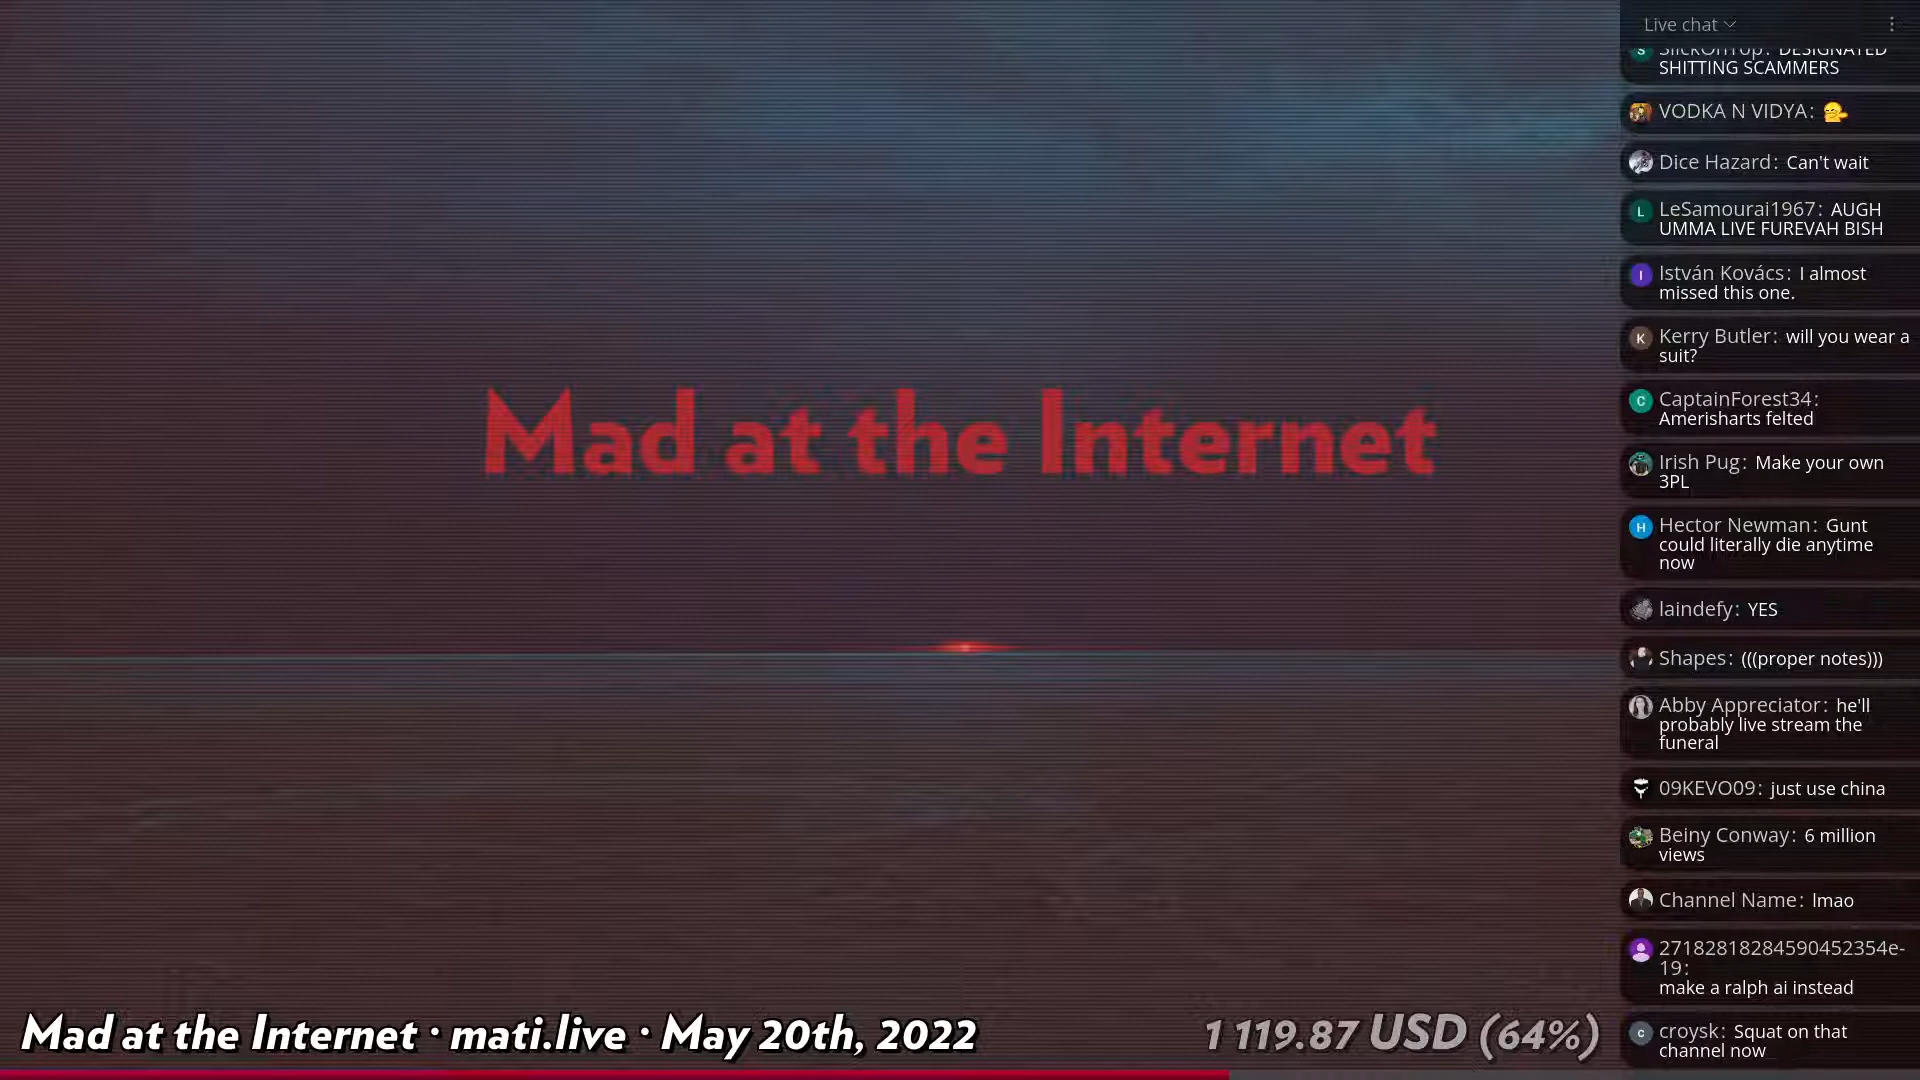 Live chat
SlickOnTop: DESIGNATED
SHITTING SCAMMERS
VODKA N VIDYA:
Dice Hazard: Can't wait
LeSamourai1967: AUGH
UMMA LIVE FUREVAH BISH
István Kovács: I almost
missed this one.
Kerry Butler: will you wear a
suit?
CaptainForest34:
Amerisharts felted
Irish Pug: Make your own
3PL
Hector Newman: Gunt
could literally die anytime
now
laindefy: YES
Shapes: (((proper notes)))
Abby Appreciator: he'll
probably live stream the
funeral
09KEVO09: just use china
Beiny Conway: 6 million
views
Channel Name: lmao
27182818284590452354e-
19:
make a ralph ai instead
croysk: Squat on that
channel now
Mad at the Internet
Mad at the Internet · mati.live · May 20th, 2022
1 119.87 USD (64%)